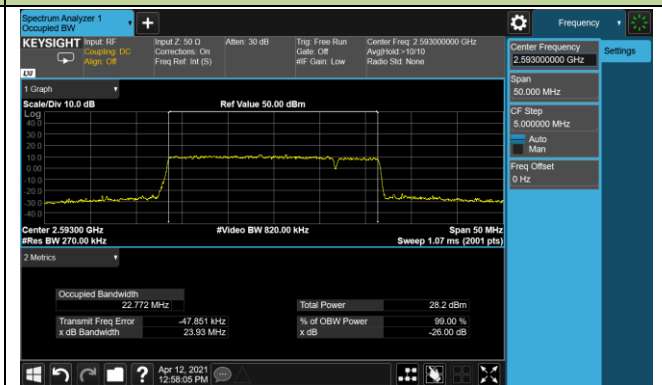 Spectrum Analyzer 1
Occupied BW
Frequency
KEYSIGHT
Input: RF
Coupling: DC
Align: Off
Input Z: 50 Ω
Corrections: On
Freq Ref: Int (S)
Atten: 30 dB
Trig: Free Run
Gate: Off
#IF Gain: Low
Center Freq: 2.593000000 GHz
Avg|Hold:>10/10
Radio Std: None
LXI
Center Frequency
2.593000000 GHz
Settings
Span
50.000 MHz
CF Step
5.000000 MHz
Auto
Man
Freq Offset
0 Hz
1 Graph
Scale/Div 10.0 dB
Ref Value 50.00 dBm
Log
40.0
30.0
20.0
10.0
0.00
-10.0
-20.0
-30.0
-40.0
Center 2.59300 GHz
#Video BW 820.00 kHz
Span 50 MHz
#Res BW 270.00 kHz
Sweep 1.07 ms (2001 pts)
2 Metrics
Occupied Bandwidth
22.772 MHz
Total Power 28.2 dBm
Transmit Freq Error -47.851 kHz
% of OBW Power 99.00 %
x dB Bandwidth 23.93 MHz
x dB -26.00 dB
?
Apr 12, 2021
12:58:05 PM